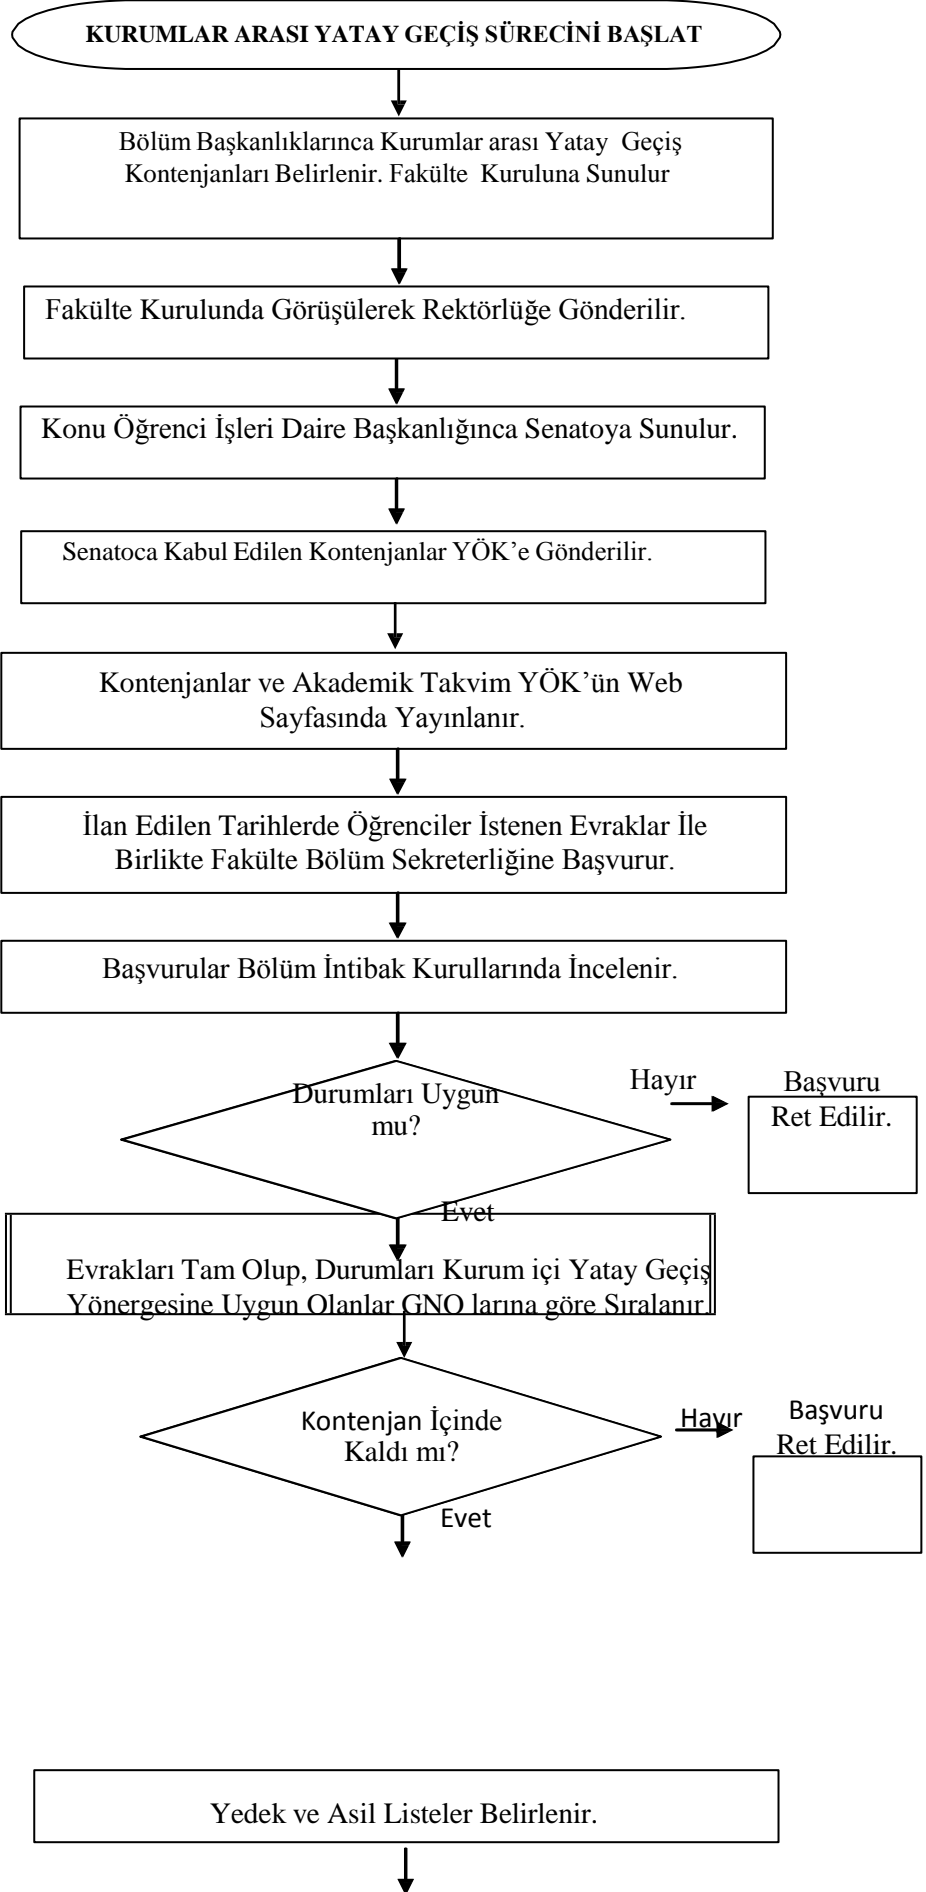 KURUMLAR ARASI YATAY GEÇİŞ SÜRECİNİ BAŞLAT
Bölüm Başkanlıklarınca Kurumlar arası Yatay Geçiş
Kontenjanları Belirlenir. Fakülte Kuruluna Sunulur
Fakülte Kurulunda Görüşülerek Rektörlüğe Gönderilir.
Konu Öğrenci İşleri Daire Başkanlığınca Senatoya Sunulur.
Senatoca Kabul Edilen Kontenjanlar YÖK’e Gönderilir.
Kontenjanlar ve Akademik Takvim YÖK’ün Web
Sayfasında Yayınlanır.
İlan Edilen Tarihlerde Öğrenciler İstenen Evraklar İle
Birlikte Fakülte Bölüm Sekreterliğine Başvurur.
Başvurular Bölüm İntibak Kurullarında İncelenir.
Durumları Uygun
mu?
Hayır
Başvuru
Ret Edilir.
Evet
Evrakları Tam Olup, Durumları Kurum içi Yatay Geçiş
Yönergesine Uygun Olanlar GNO larına göre Sıralanır.
Kontenjan İçinde
Kaldı mı?
Hayır
Başvuru
Ret Edilir.
Evet
Yedek ve Asil Listeler Belirlenir.